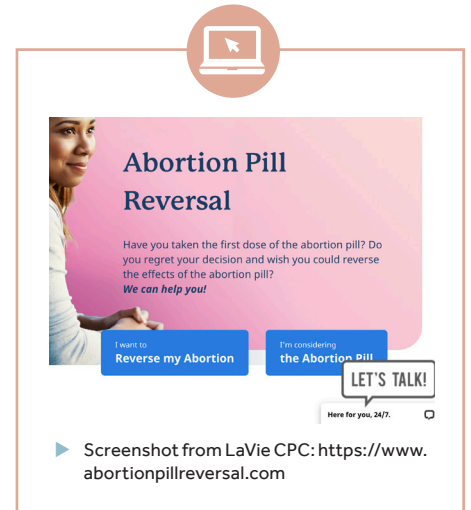 Abortion Pill
Reversal
Have you taken the first dose of the abortion pill? Do
you regret your decision and wish you could reverse
the effects of the abortion pill?
We can help you!
I want to
Reverse my Abortion
I'm considering
the Abortion Pill
LET'S TALK!
Here for you, 24/7.
Screenshot from LaVie CPC: https://www.
abortionpillreversal.com